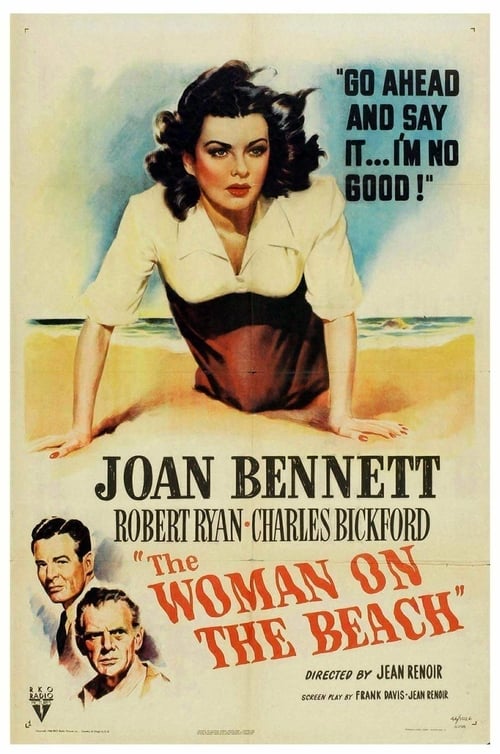 "GO AHEAD
AND SAY
IT...I'M NO
GOOD!"
JOAN BENNETT
ROBERT RYAN · CHARLES BICKFORD
"The
WOMAN ON
THE BEACH"
DIRECTED BY JEAN RENOIR
SCREEN PLAY BY FRANK DAVIS · JEAN RENOIR
RKO
RADIO